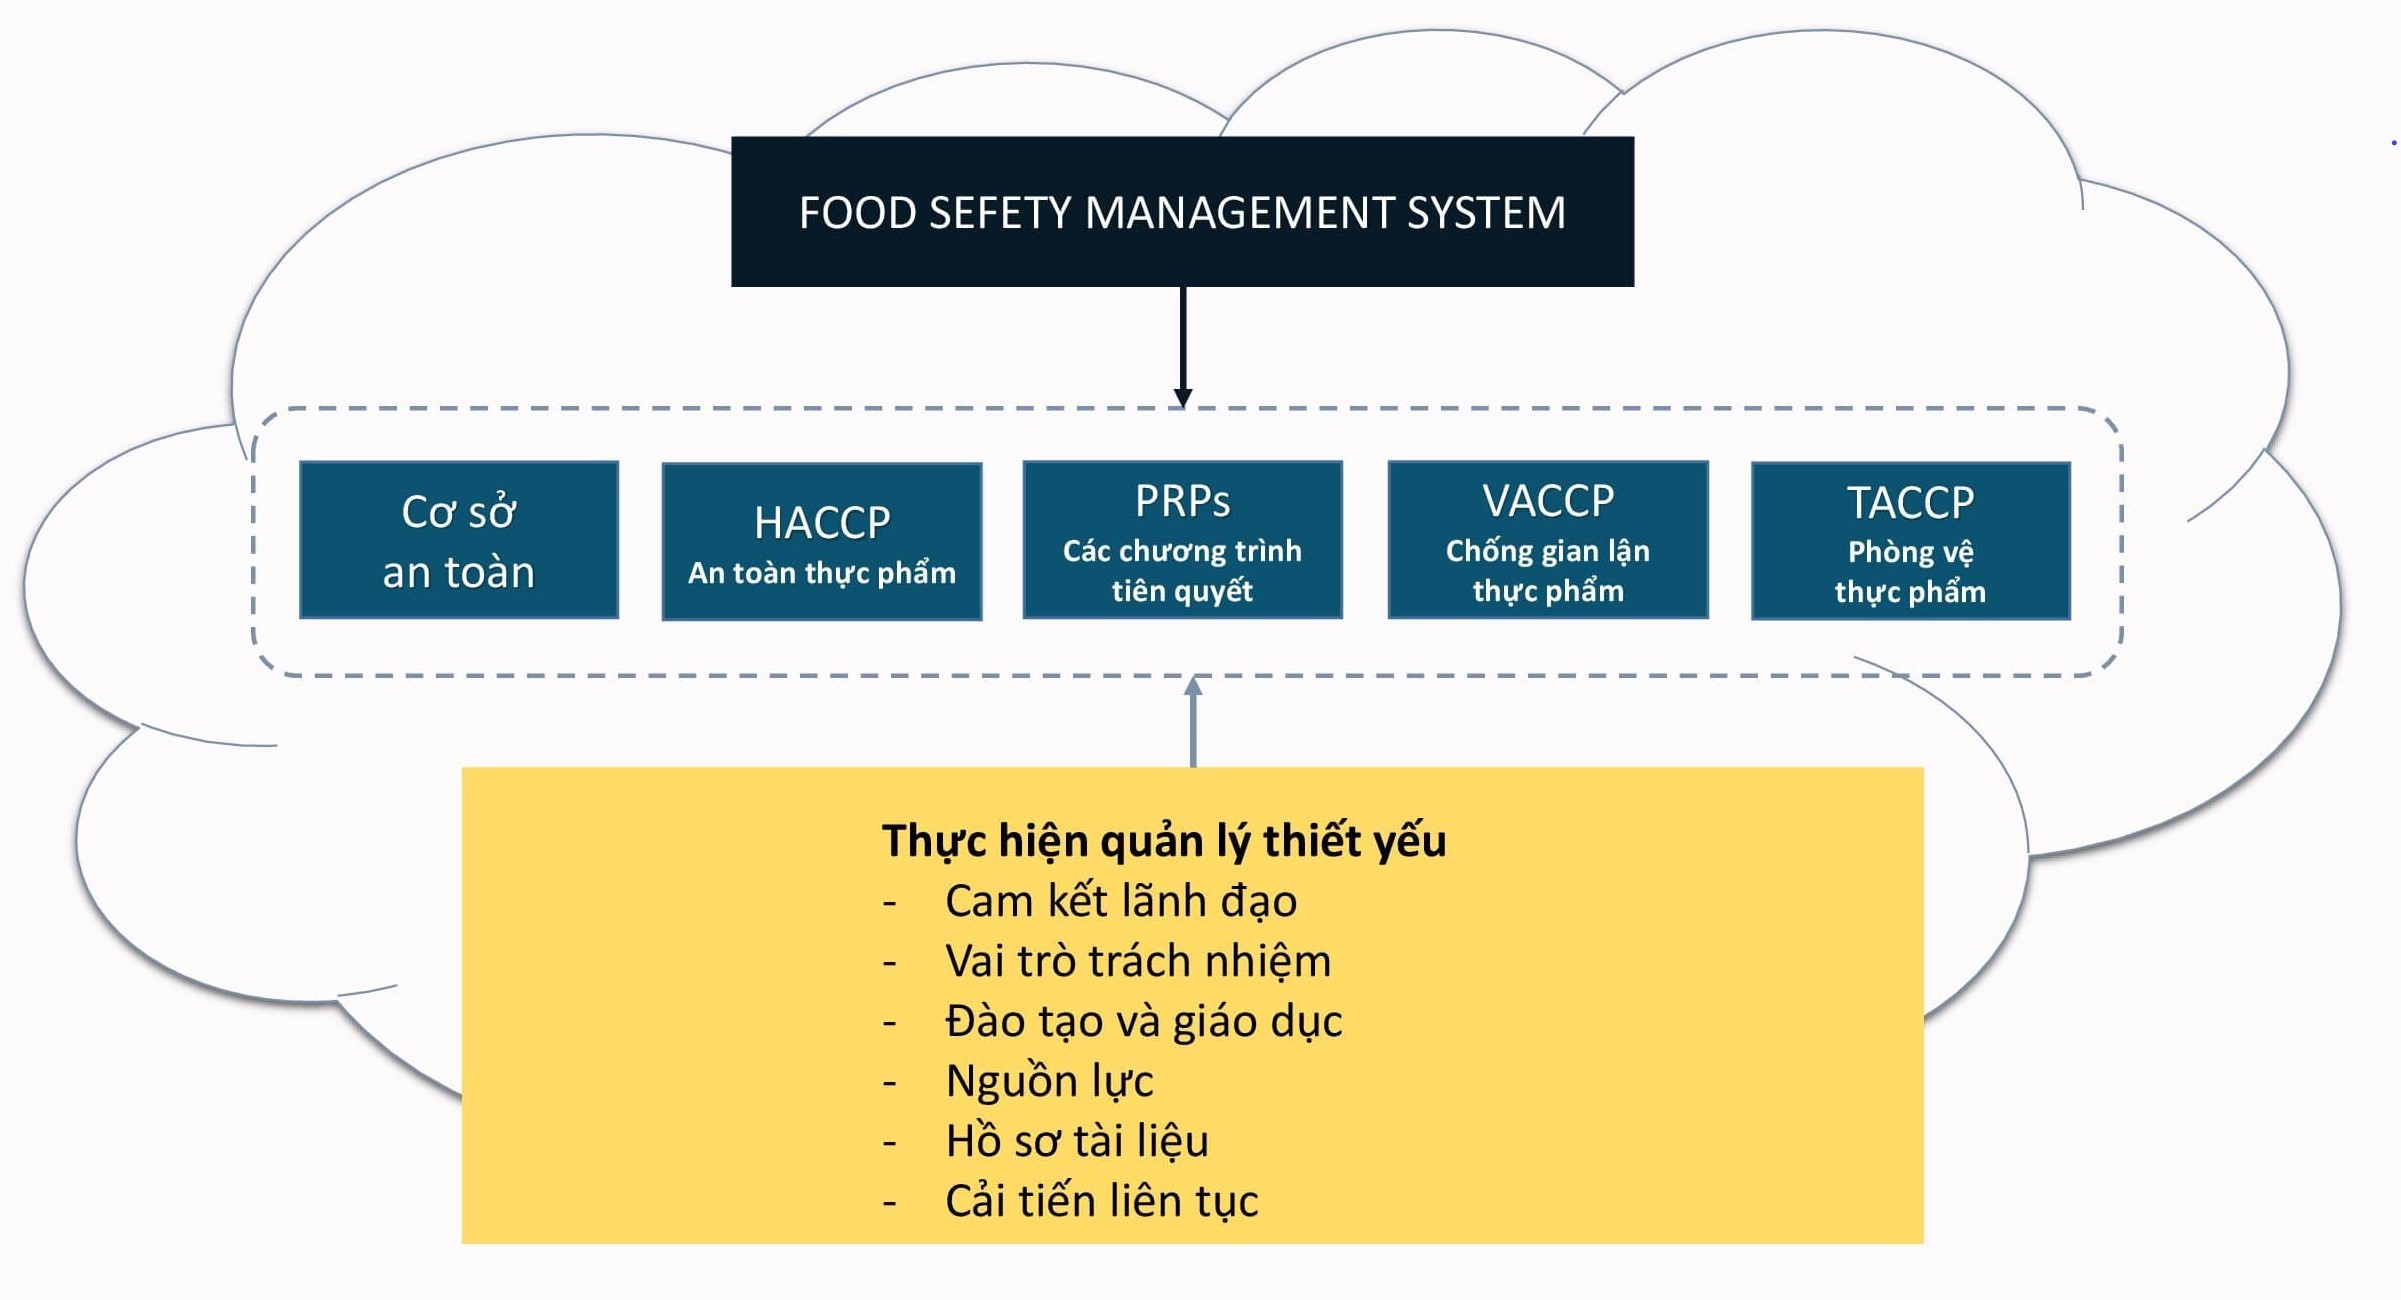 FOOD SEFETY MANAGEMENT SYSTEM
Cơ sở
an toàn
HACCP
An toàn thực phẩm
PRPs
Các chương trình
tiên quyết
VACCP
Chống gian lận
thực phẩm
TACCP
Phòng vệ
thực phẩm
Thực hiện quản lý thiết yếu
- Cam kết lãnh đạo
- Vai trò trách nhiệm
- Đào tạo và giáo dục
- Nguồn lực
- Hồ sơ tài liệu
- Cải tiến liên tục